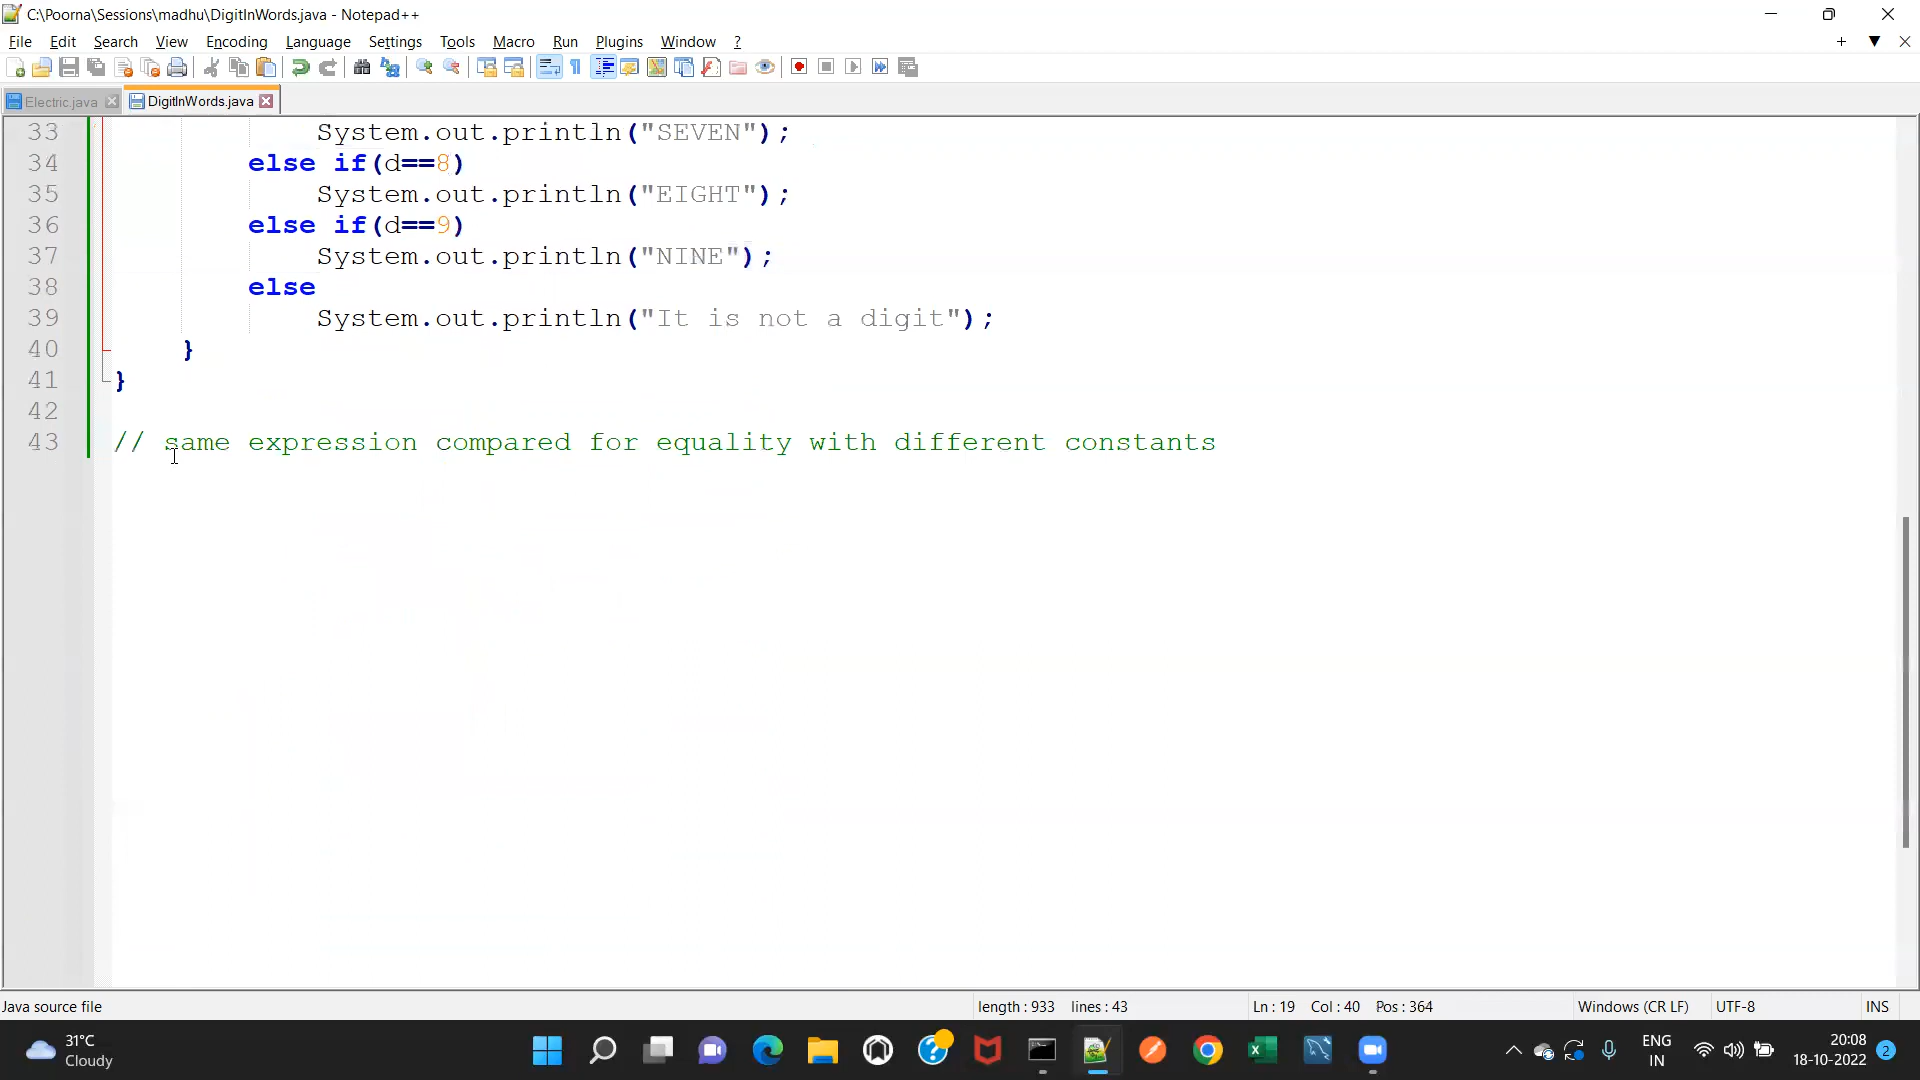 C:\Poorna\Sessions\madhu\DigitInWords.java - Notepad++
File Edit Search View Encoding Language Settings Tools Macro Run Plugins Window ?
Electric.java DigitInWords.java
33 System.out.println("SEVEN");
34 else if(d==8)
35 System.out.println("EIGHT");
36 else if(d==9)
37 System.out.println("NINE");
38 else
39 System.out.println("It is not a digit");
40 }
41 }
42
43 // same expression compared for equality with different constants
Java source file length : 933 lines : 43 Ln : 19 Col : 40 Pos : 364 Windows (CR LF) UTF-8 INS
31°C
Cloudy
ENG
IN
20:08
18-10-2022
2